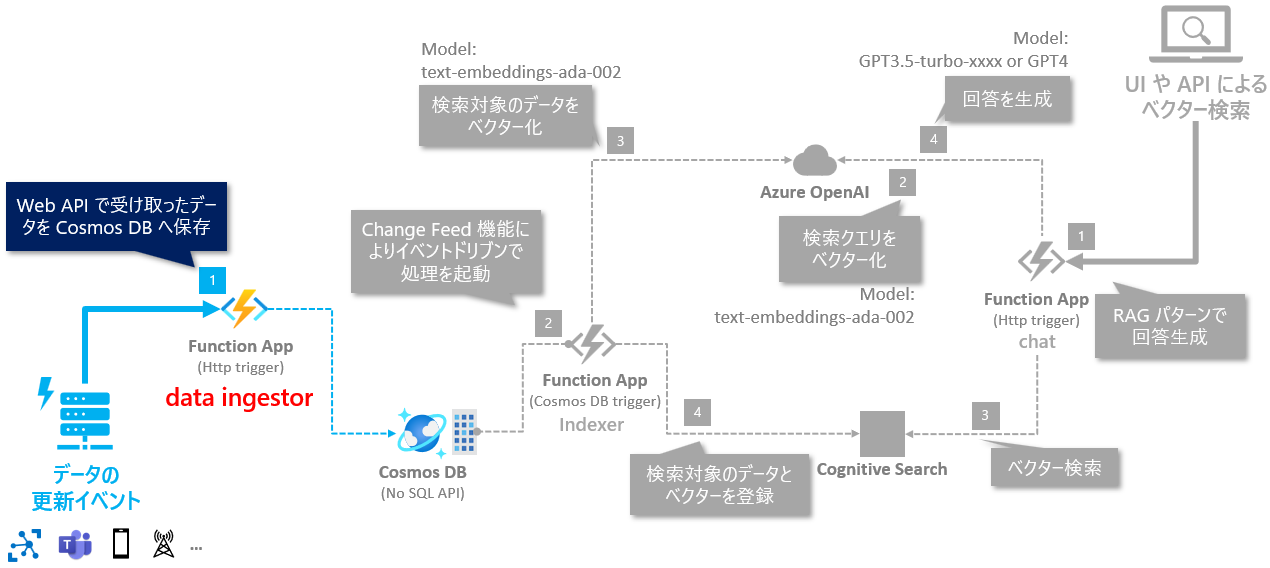 Model:
text-embeddings-ada-002
検索対象のデータを
ベクター化
3
Model:
GPT3.5-turbo-xxxx or GPT4
回答を生成
4
UI や API による
ベクター検索
Azure OpenAI
2
検索クエリを
ベクター化
Model:
text-embeddings-ada-002
Web API で受け取ったデー
タを Cosmos DB へ保存
1
Function App
(Http trigger)
data ingestor
データの
更新イベント
T
...
Change Feed 機能に
よりイベントドリブンで
処理を起動
2
Function App
(Cosmos DB trigger)
Indexer
Cosmos DB
(No SQL API)
4
検索対象のデータと
ベクターを登録
Cognitive Search
1
Function App
(Http trigger)
chat
RAG パターンで
回答生成
3
ベクター検索